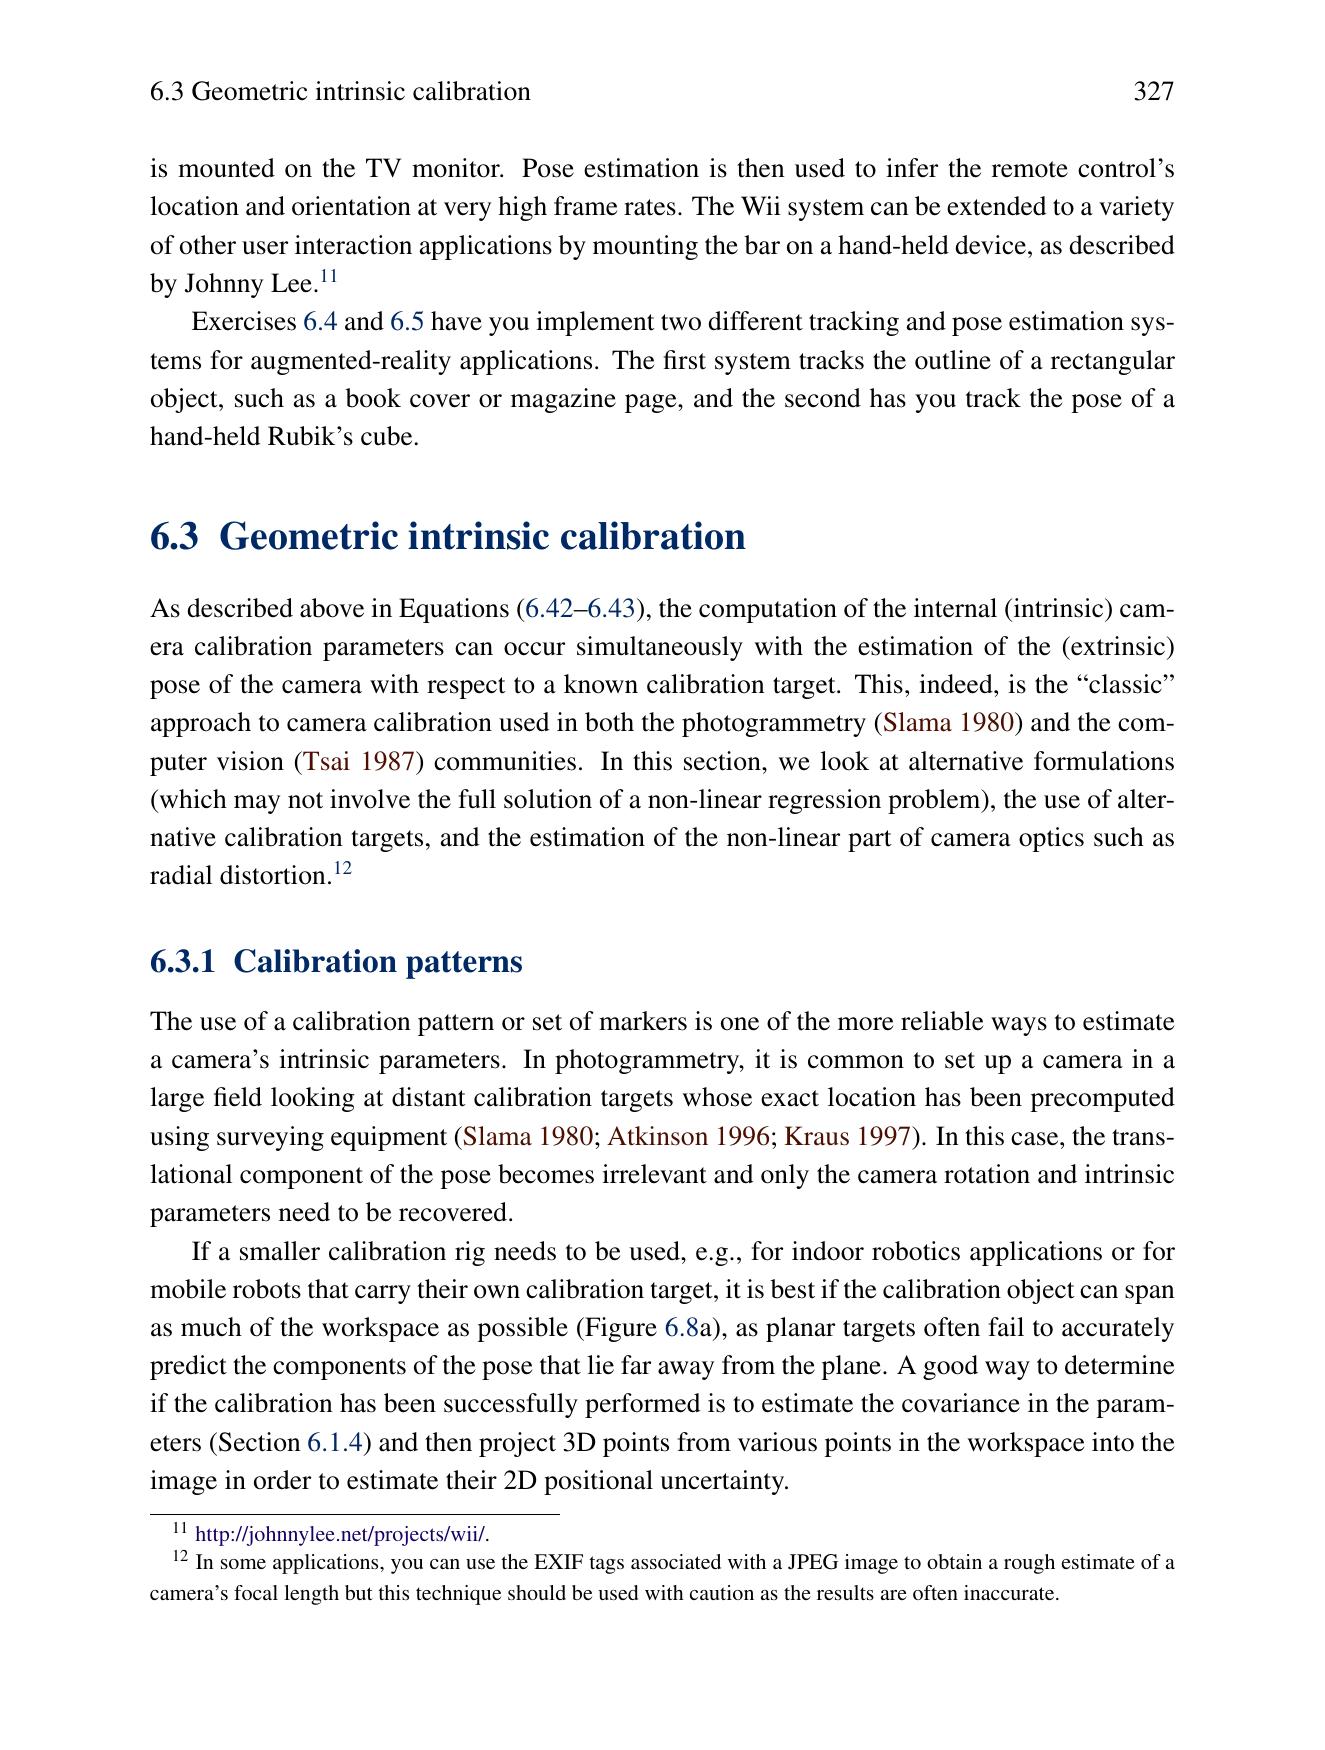 6.3 Geometric intrinsic calibration 327
is mounted on the TV monitor. Pose estimation is then used to infer the remote control's
location and orientation at very high frame rates. The Wii system can be extended to a variety
of other user interaction applications by mounting the bar on a hand-held device, as described
by Johnny Lee.11
Exercises 6.4 and 6.5 have you implement two different tracking and pose estimation sys-
tems for augmented-reality applications. The first system tracks the outline of a rectangular
object, such as a book cover or magazine page, and the second has you track the pose of a
hand-held Rubik's cube.
6.3 Geometric intrinsic calibration
As described above in Equations (6.42–6.43), the computation of the internal (intrinsic) cam-
era calibration parameters can occur simultaneously with the estimation of the (extrinsic)
pose of the camera with respect to a known calibration target. This, indeed, is the “classic”
approach to camera calibration used in both the photogrammetry (Slama 1980) and the com-
puter vision (Tsai 1987) communities. In this section, we look at alternative formulations
(which may not involve the full solution of a non-linear regression problem), the use of alter-
native calibration targets, and the estimation of the non-linear part of camera optics such as
radial distortion.12
6.3.1 Calibration patterns
The use of a calibration pattern or set of markers is one of the more reliable ways to estimate
a camera's intrinsic parameters. In photogrammetry, it is common to set up a camera in a
large field looking at distant calibration targets whose exact location has been precomputed
using surveying equipment (Slama 1980; Atkinson 1996; Kraus 1997). In this case, the trans-
lational component of the pose becomes irrelevant and only the camera rotation and intrinsic
parameters need to be recovered.
If a smaller calibration rig needs to be used, e.g., for indoor robotics applications or for
mobile robots that carry their own calibration target, it is best if the calibration object can span
as much of the workspace as possible (Figure 6.8a), as planar targets often fail to accurately
predict the components of the pose that lie far away from the plane. A good way to determine
if the calibration has been successfully performed is to estimate the covariance in the param-
eters (Section 6.1.4) and then project 3D points from various points in the workspace into the
image in order to estimate their 2D positional uncertainty.
11 http://johnnylee.net/projects/wii/.
12 In some applications, you can use the EXIF tags associated with a JPEG image to obtain a rough estimate of a
camera's focal length but this technique should be used with caution as the results are often inaccurate.